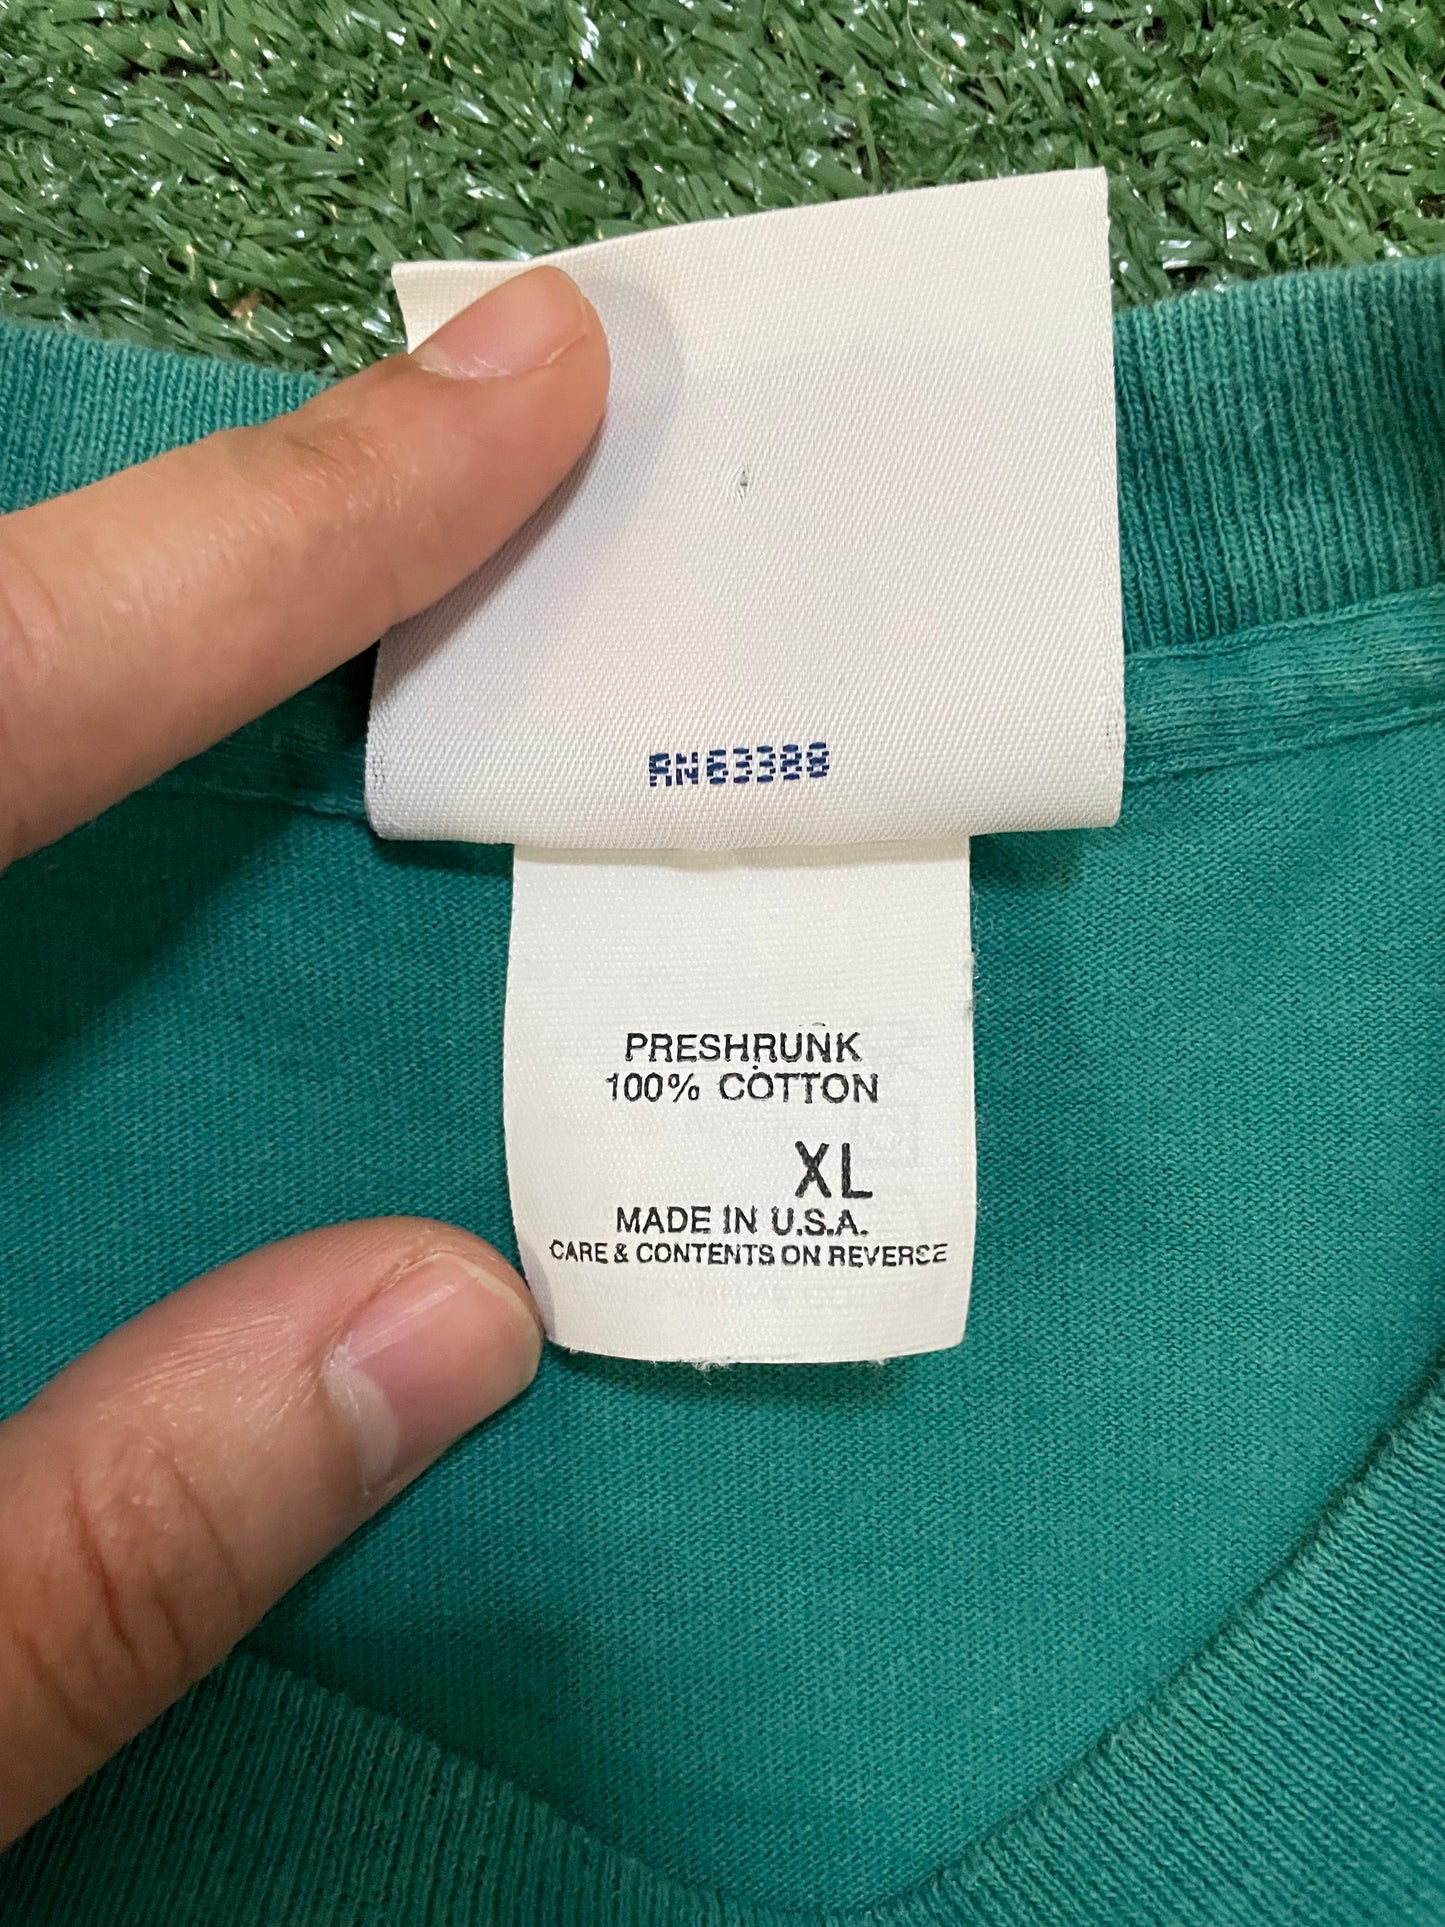 RN63388
PRESHRUNK
100% COTTON
XL
MADE IN U.S.A.
CARE & CONTENTS ON REVERSE